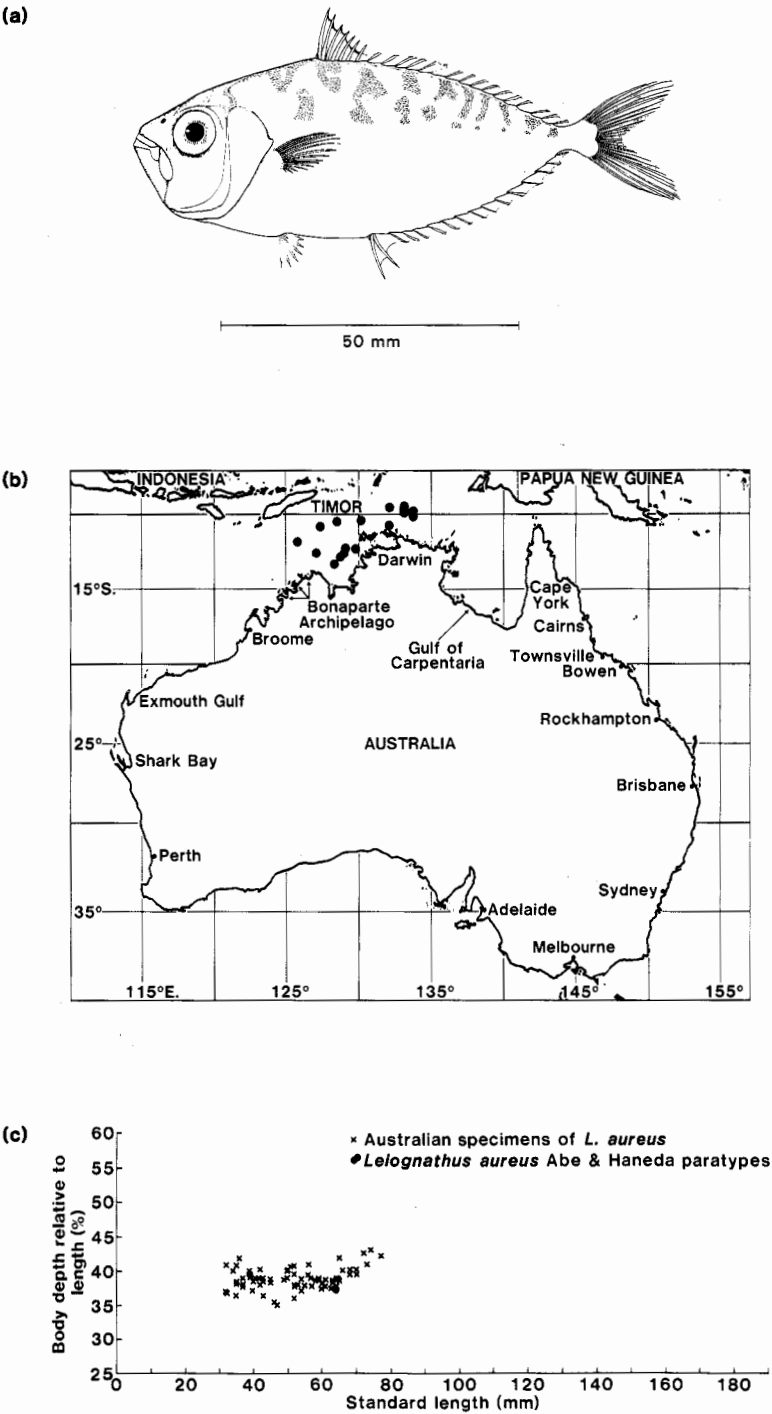 (a)
50 mm
(b)
INDONESIA
PAPUA NEW GUINEA
TIMOR
Darwin
15°S.
Bonaparte
Archipelago
Cape
York
Broome
Gulf of
Carpentaria
Cairns
Townsville
Bowen
Exmouth Gulf
Rockhampton
25°
AUSTRALIA
Shark Bay
Brisbane
Perth
Sydney
35°
Adelaide
Melbourne
115°E.
125°
135°
145°
155°
(c)
× Australian specimens of L. aureus
Leiognathus aureus Abe & Haneda paratypes
Body depth relative to
length (%)
60
55
50
45
40
35
30
25
0 20 40 60 80 100 120 140 160 180
Standard length (mm)